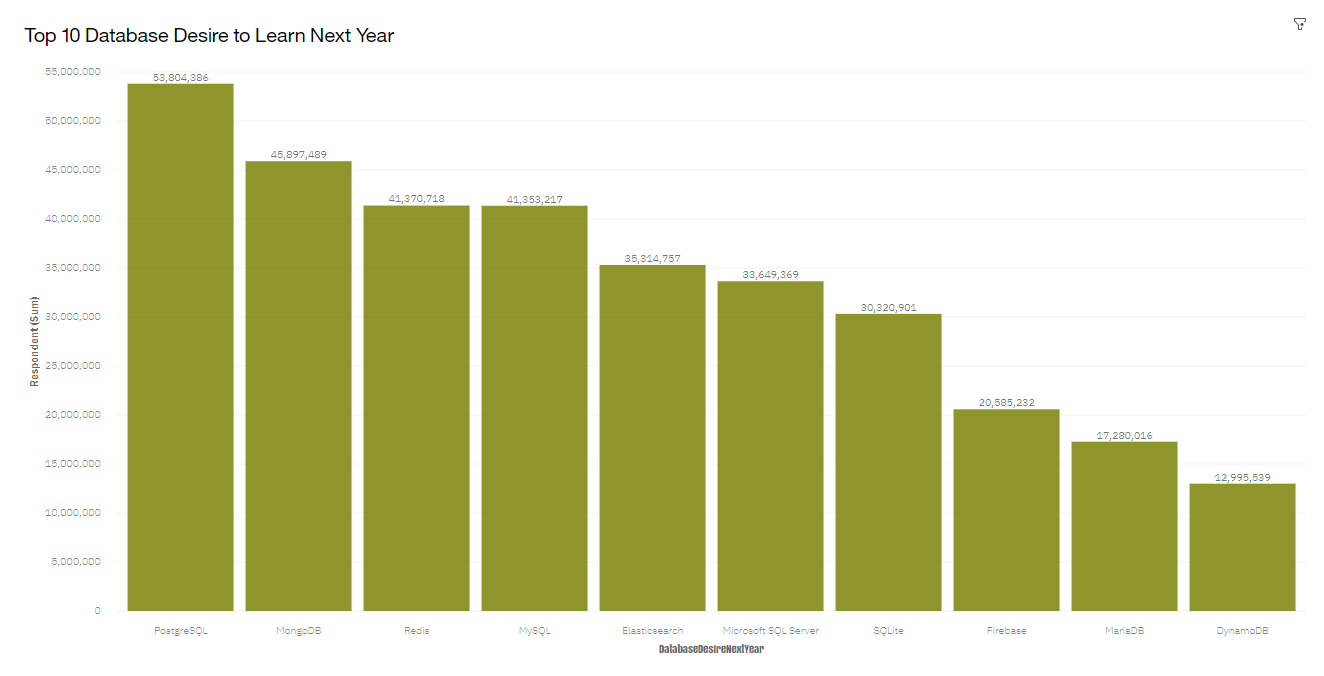 Top 10 Database Desire to Learn Next Year
55,000,000
50,000,000
45,000,000
40,000,000
35,000,000
30,000,000
25,000,000
20,000,000
15,000,000
10,000,000
5,000,000
0
Respondent (Sum)
53,804,386
45,897,489
41,370,718
41,353,217
35,314,757
33,649,369
30,320,901
20,585,232
17,280,016
12,995,539
PostgreSQL
MongoDB
Redis
MySQL
Elasticsearch
Microsoft SQL Server
SQLite
Firebase
MariaDB
DynamoDB
DatabaseDesireNextYear